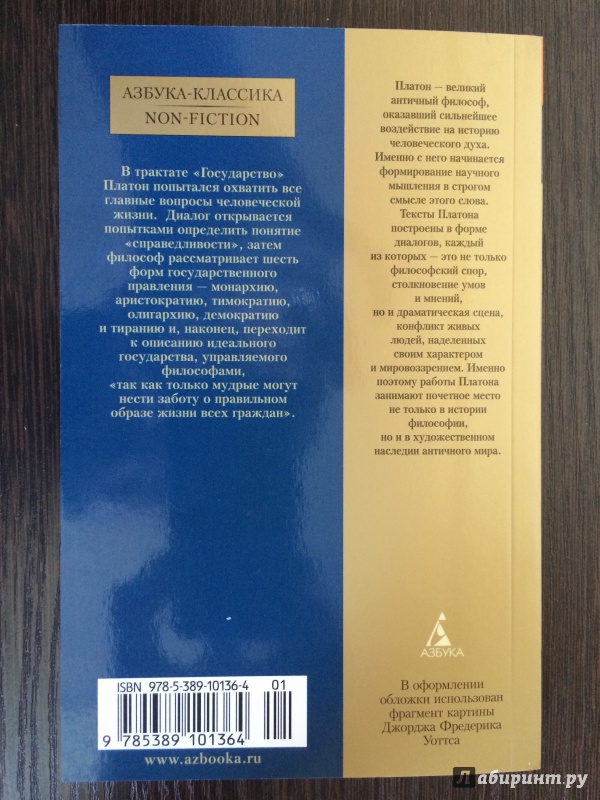 АЗБУКА-КЛАССИКА
NON-FICTION
В трактате «Государство»
Платон попытался охватить все
главные вопросы человеческой
жизни. Диалог открывается
попытками определить понятие
«справедливости», затем
философ рассматривает шесть
форм государственного
правления — монархию,
аристократию, тимократию,
олигархию, демократию
и тиранию и, наконец, переходит
к описанию идеального
государства, управляемого
философами,
«так как только мудрые могут
нести заботу о правильном
образе жизни всех граждан».
Платон — великий
античный философ,
оказавший сильнейшее
воздействие на историю
человеческого духа.
Именно с него начинается
формирование научного
мышления в строгом
смысле этого слова.
Тексты Платона
построены в форме
диалогов, каждый
из которых — это не только
философский спор,
столкновение умов
и мнений,
но и драматическая сцена,
конфликт живых
людей, наделенных
своим характером
и мировоззрением. Именно
поэтому работы Платона
занимают почетное место
не только в истории
философии,
но и в художественном
наследии античного мира.
АЗБУКА
В оформлении
обложки использован
фрагмент картины
Джорджа Фредерика
Уоттса
ISBN 978-5-389-10136-4 01
9 785389 101364
www.azbooka.ru
Лабиринт.ру